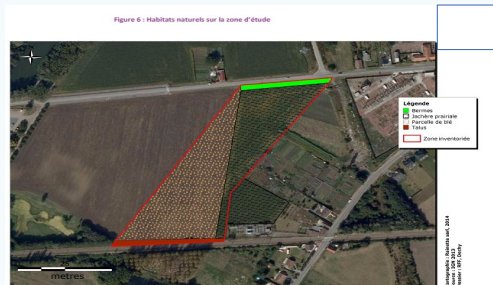 Figure 6 : Habitats naturels sur la zone d'étude
Légende
Bermes
Jachère prairiale
Parcelle de blé
Talus
Zone inventoriée
metres